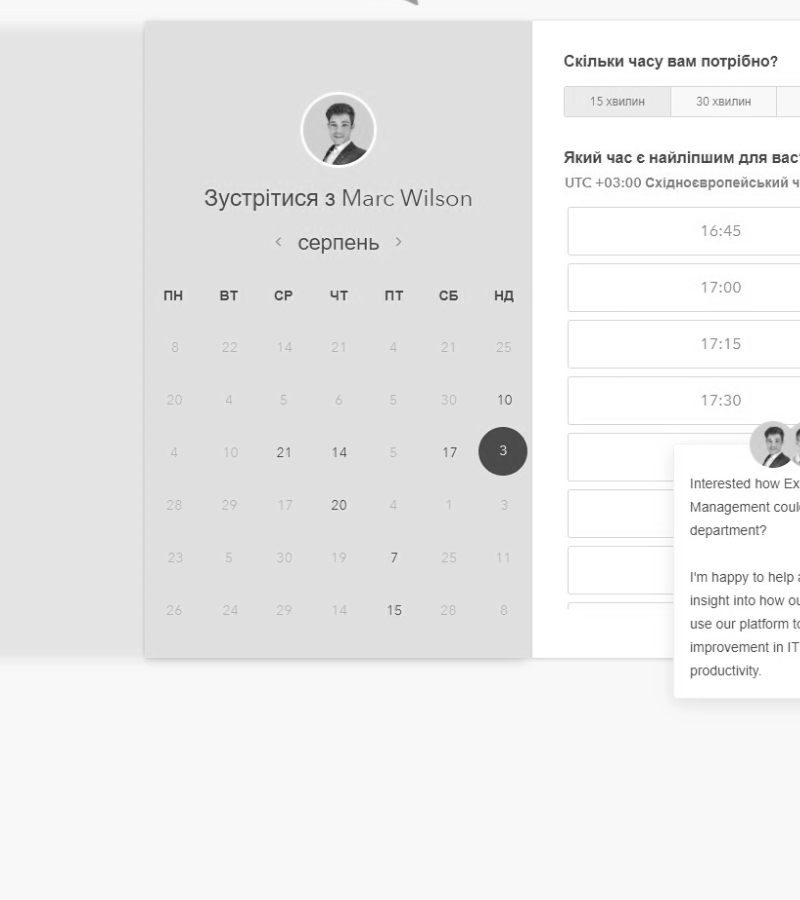 Зустрітися з Marc Wilson
серпень
ПН ВТ СР ЧТ ПТ СБ НД
8 22 14 21 4 21 25
20 4 5 6 5 30 10
4 10 21 14 5 17 3
28 29 17 20 4 1 3
23 5 30 19 7 25 11
26 24 29 14 15 28 8
Скільки часу вам потрібно?
15 хвилин 30 хвилин
Який час є найліпшим для вас
UTC +03:00 Східноєвропейський ч
16:45
17:00
17:15
17:30
Interested how Ex
Management coul
department?
I'm happy to help a
insight into how ou
use our platform to
improvement in IT
productivity.